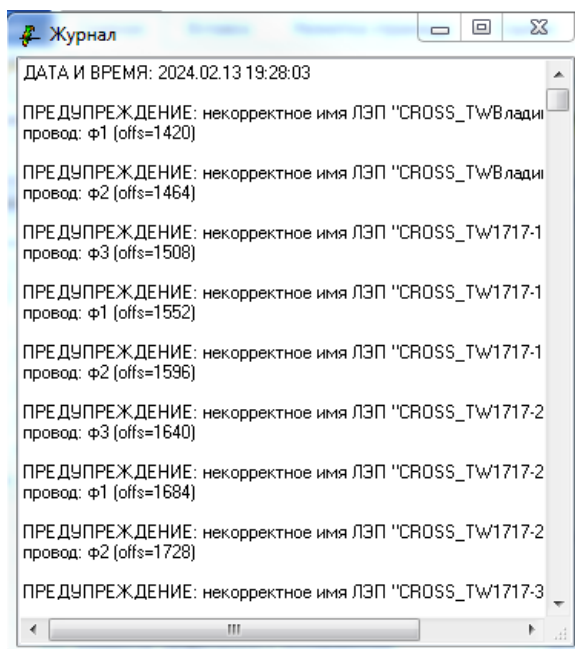 Журнал
ДАТА И ВРЕМЯ: 2024.02.13 19:28:03
ПРЕДУПРЕЖДЕНИЕ: некорректное имя ЛЭП "CROSS_TWВлади
провод: ф1 (offs=1420)
ПРЕДУПРЕЖДЕНИЕ: некорректное имя ЛЭП "CROSS_TWВлади
провод: ф2 (offs=1464)
ПРЕДУПРЕЖДЕНИЕ: некорректное имя ЛЭП "CROSS_TW1717-1
провод: ф3 (offs=1508)
ПРЕДУПРЕЖДЕНИЕ: некорректное имя ЛЭП "CROSS_TW1717-1
провод: ф1 (offs=1552)
ПРЕДУПРЕЖДЕНИЕ: некорректное имя ЛЭП "CROSS_TW1717-1
провод: ф2 (offs=1596)
ПРЕДУПРЕЖДЕНИЕ: некорректное имя ЛЭП "CROSS_TW1717-2
провод: ф3 (offs=1640)
ПРЕДУПРЕЖДЕНИЕ: некорректное имя ЛЭП "CROSS_TW1717-2
провод: ф1 (offs=1684)
ПРЕДУПРЕЖДЕНИЕ: некорректное имя ЛЭП "CROSS_TW1717-2
провод: ф2 (offs=1728)
ПРЕДУПРЕЖДЕНИЕ: некорректное имя ЛЭП "CROSS_TW1717-3